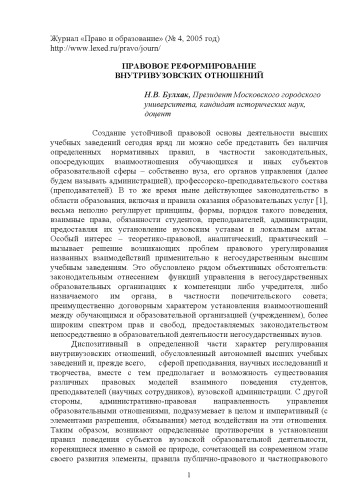 Журнал «Право и образование» (№ 4, 2005 год)
http://www.lexed.ru/pravo/journ/
ПРАВОВОЕ РЕФОРМИРОВАНИЕ
ВНУТРИВУЗОВСКИХ ОТНОШЕНИЙ
Н.В. Булхак, Президент Московского городского
университета, кандидат исторических наук,
доцент
Создание устойчивой правовой основы деятельности высших
учебных заведений сегодня вряд ли можно себе представить без наличия
определенных нормативных правил, в частности законодательных,
опосредующих взаимоотношения обучающихся и иных субъектов
образовательной сферы – собственно вуза, его органов управления (далее
будем называть администрацией), профессорско-преподавательского состава
(преподавателей). В то же время ныне действующее законодательство в
области образования, включая и правила оказания образовательных услуг [1],
весьма неполно регулирует принципы, формы, порядок такого поведения,
взаимные права, обязанности студентов, преподавателей, администрации,
предоставляя их установление вузовским уставам и локальным актам.
Особый интерес – теоретико-правовой, аналитический, практический –
вызывает решение возникающих проблем правового урегулирования
названных взаимодействий применительно к негосударственным высшим
учебным заведениям. Это обусловлено рядом объективных обстоятельств:
законодательным отнесением функций управления в негосударственных
образовательных организациях к компетенции либо учредителя, либо
назначаемого им органа, в частности попечительного совета;
преимущественно договорным характером установления взаимоотношений
между обучающимся и образовательной организацией (учреждением), более
широким спектром прав и свобод, предоставляемых законодательством
непосредственно в образовательной деятельности негосударственных вузов.
Диспозитивный в определенной части характер регулирования
внутривузовских отношений, обусловленный автономией высших учебных
заведений и, прежде всего, сферой преподавания, научных исследований и
творчества, вместе с тем предполагает и возможность существования
различных правовых моделей взаимного поведения студентов,
преподавателей (научных сотрудников), вузовской администрации. С другой
стороны, административно-правовая направленность управления
образовательными отношениями, подразумевает в целом и императивный (с
элементами разрешения, обязывания) метод воздействия на эти отношения.
Таким образом, возникают определенные противоречия в установлении
правил поведения субъектов вузовской образовательной деятельности,
коренящиеся именно в самой ее природе, сочетающей на современном этапе
своего развития элементы, правила публично-правового и частноправового
1